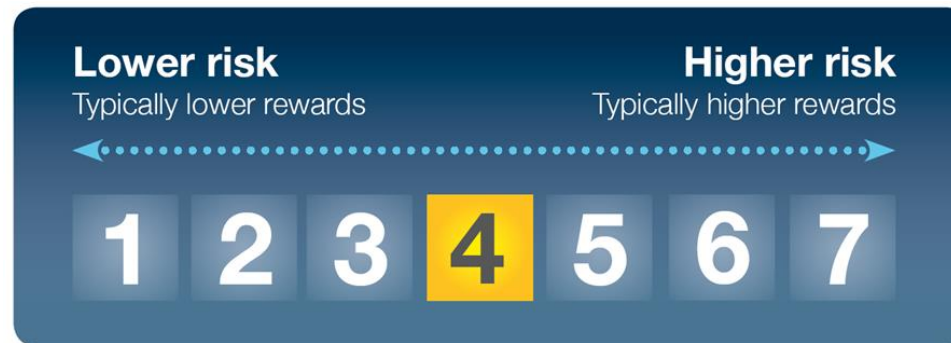 Lower risk
Higher risk
Typically lower rewards
Typically higher rewards
1 2 3 4 5 6 7